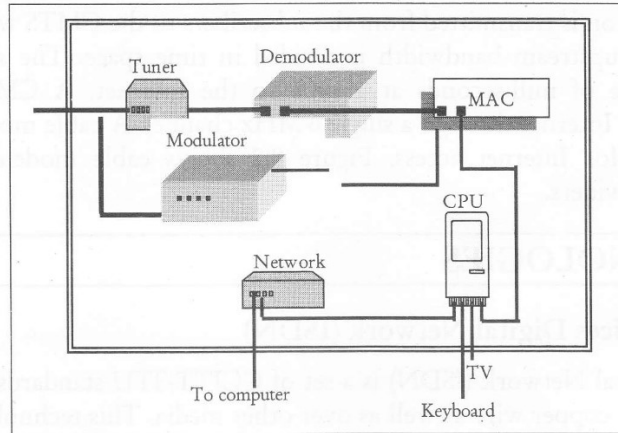 Tuner
Demodulator
MAC
Modulator
CPU
Network
To computer
TV
Keyboard